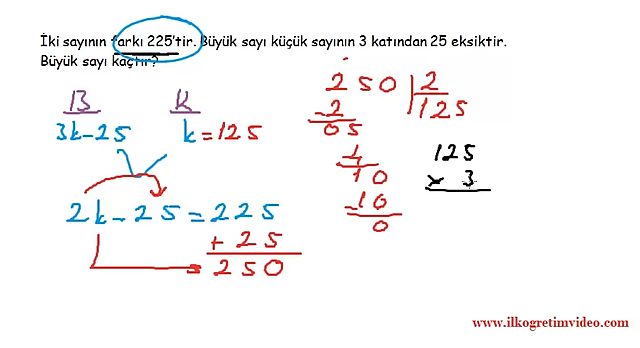 İki sayının farkı 225'tir. Büyük sayı küçük sayının 3 katından 25 eksiktir.
Büyük sayı kaçtır?
B K
3k-25 k=125
2k-25=225
+ 25
250
250 2
125
-2
05
4
10
-10
0
125
x 3
www.ilkogretimvideo.com